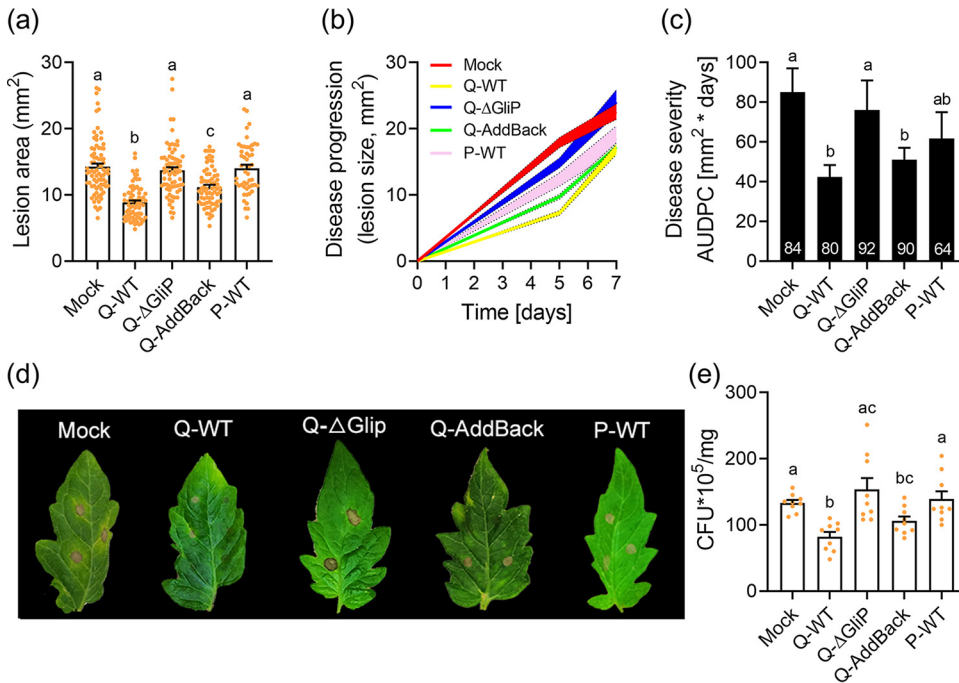 (a)
Lesion area (mm²)
30
20
10
0
a
b
a
c
a
Mock
Q-WT
Q-ΔGliP
Q-AddBack
P-WT
(b)
Disease progression
(lesion size, mm²)
30
20
10
0
Mock
Q-WT
Q-ΔGliP
Q-AddBack
P-WT
0 1 2 3 4 5 6 7
Time [days]
(c)
Disease severity
AUDPC [mm² * days]
100
80
60
40
20
0
a
b
a
b
ab
84
80
92
90
64
Mock
Q-WT
Q-ΔGliP
Q-AddBack
P-WT
(d)
Mock
Q-WT
Q-△Glip
Q-AddBack
P-WT
(e)
CFU*10⁵/mg
300
200
150
100
0
a
b
ac
bc
a
Mock
Q-WT
Q-ΔGliP
Q-AddBack
P-WT